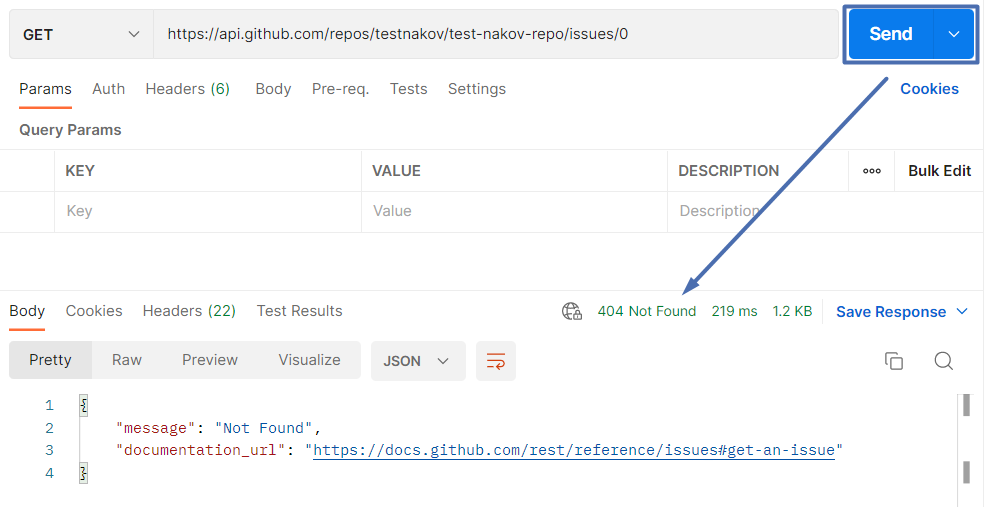 GET https://api.github.com/repos/testnakov/test-nakov-repo/issues/0 Send
Params Auth Headers (6) Body Pre-req. Tests Settings Cookies
Query Params
KEY VALUE DESCRIPTION ooo Bulk Edit
Key Value Description
Body Cookies Headers (22) Test Results 404 Not Found 219 ms 1.2 KB Save Response
Pretty Raw Preview Visualize JSON
1 {
2 "message": "Not Found",
3 "documentation_url": "https://docs.github.com/rest/reference/issues#get-an-issue"
4 }